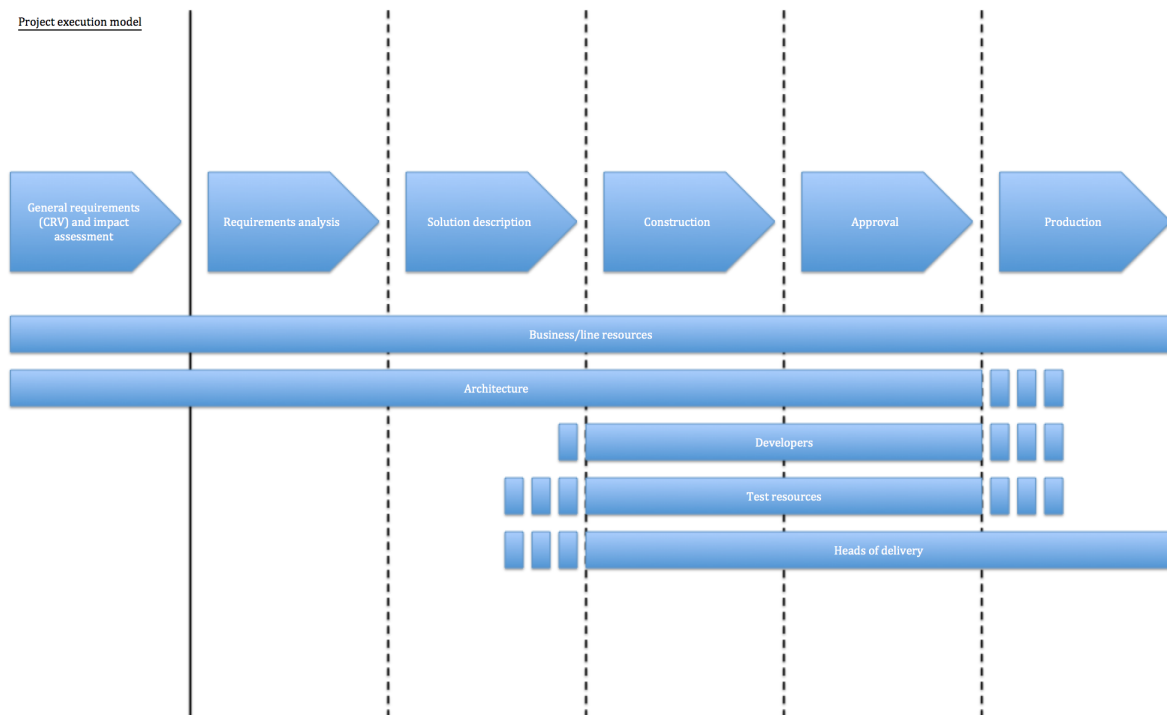 Project execution model
General requirements
(CRV) and impact
assessment
Requirements analysis
Solution description
Construction
Approval
Production
Business/line resources
Architecture
Developers
Test resources
Heads of delivery